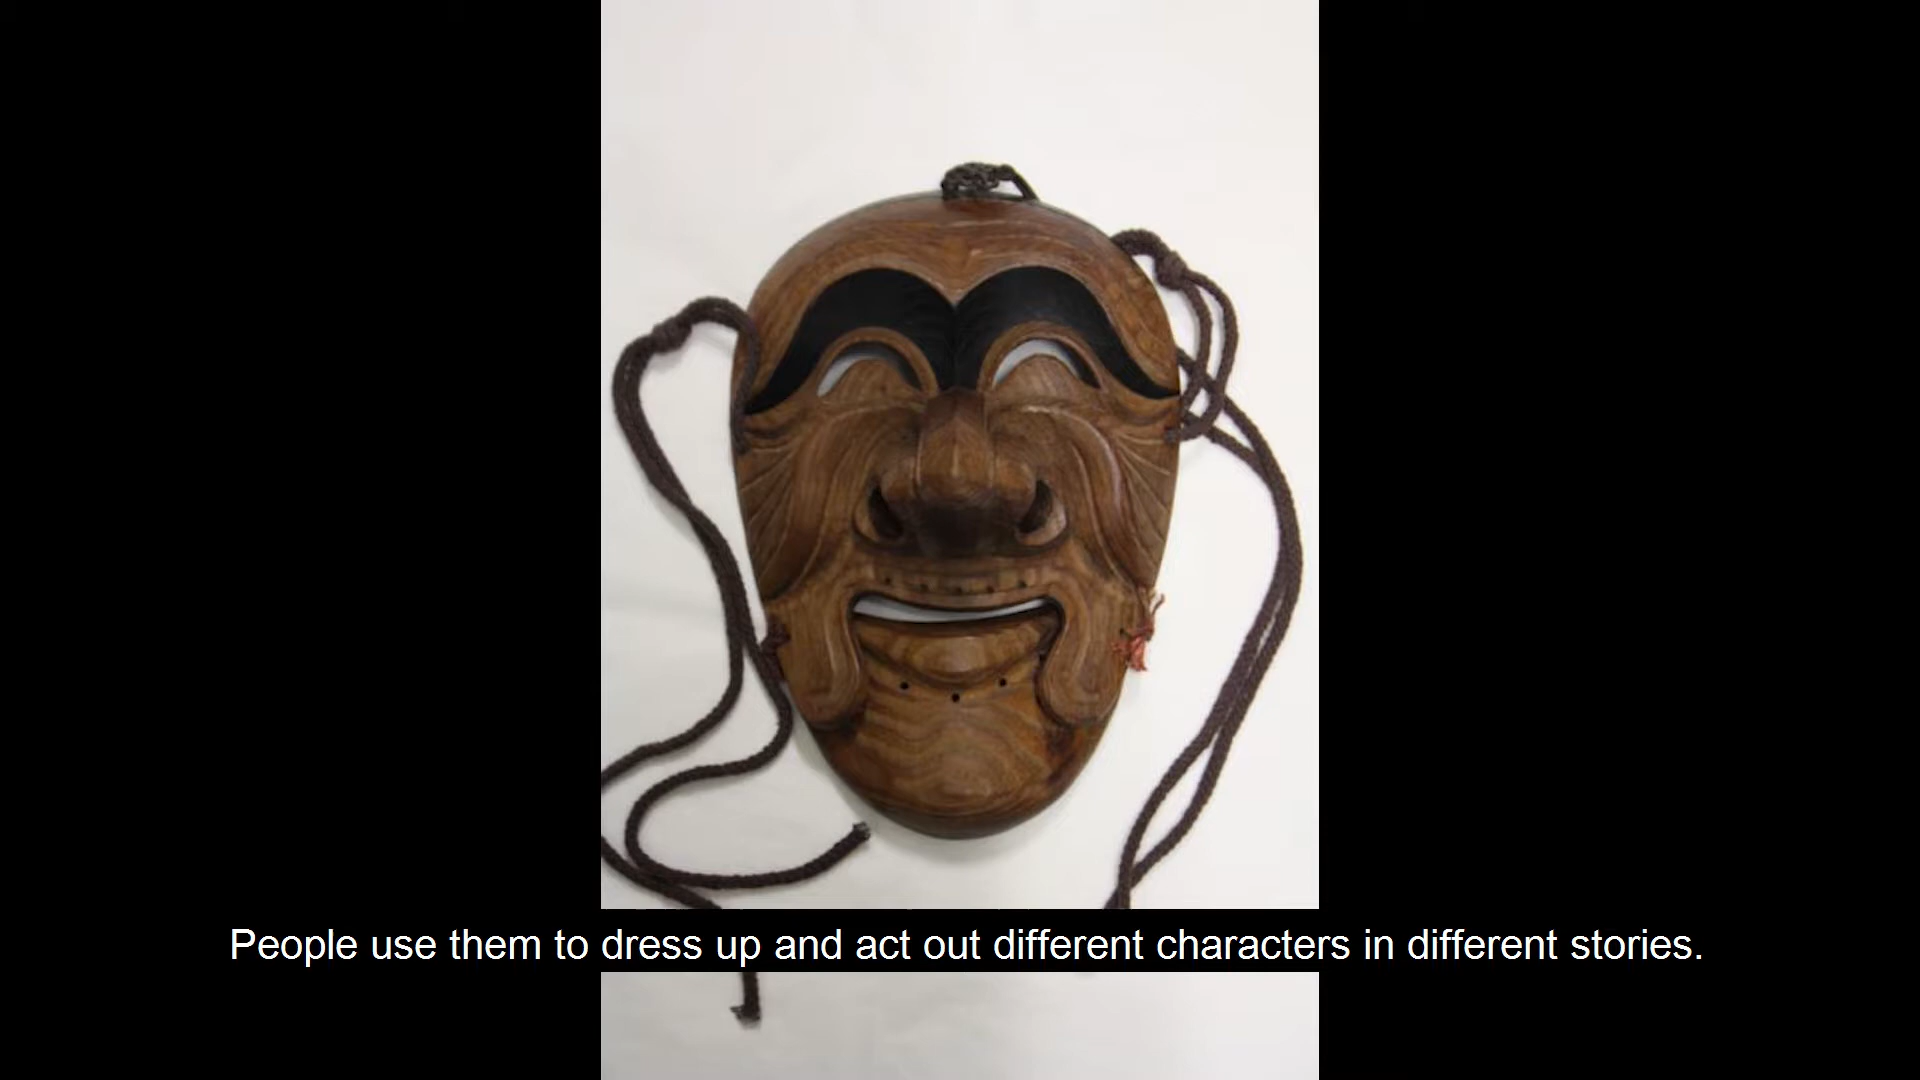 People use them to dress up and act out different characters in different stories.